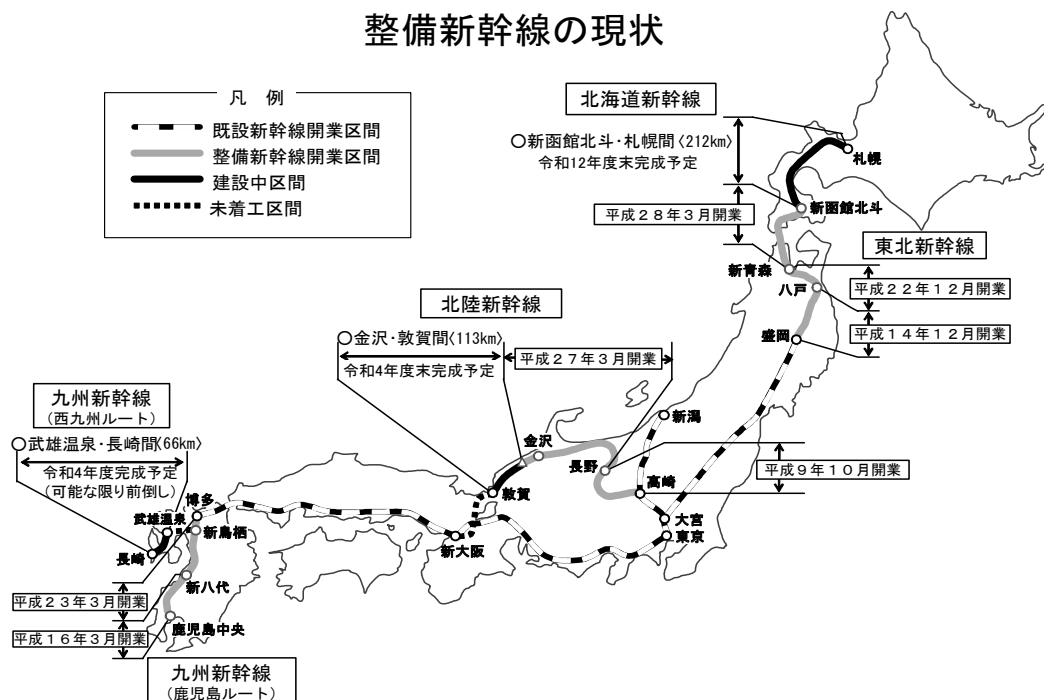 整備新幹線の現状
凡 例
既設新幹線開業区間
整備新幹線開業区間
建設中区間
未着工区間
北海道新幹線
○新函館北斗・札幌間〈212km〉
令和12年度末完成予定
札幌
平成28年3月開業
新函館北斗
東北新幹線
新青森
八戸
平成22年12月開業
盛岡
平成14年12月開業
北陸新幹線
○金沢・敦賀間〈113km〉
令和4年度末完成予定
平成27年3月開業
新潟
金沢
長野
高崎
平成9年10月開業
敦賀
大宮
東京
新大阪
九州新幹線
(西九州ルート)
○武雄温泉・長崎間〈66km〉
令和4年度完成予定
(可能な限り前倒し)
博多
武雄温泉
新鳥栖
長崎
新八代
平成23年3月開業
鹿児島中央
平成16年3月開業
九州新幹線
(鹿児島ルート)